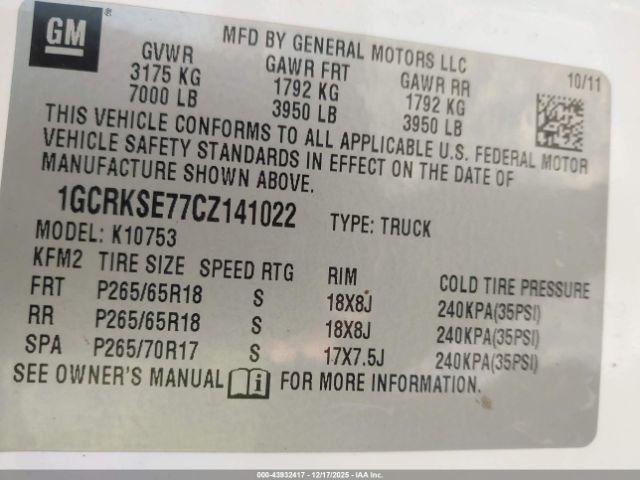 GM ®
MFD BY GENERAL MOTORS LLC
GVWR GAWR FRT GAWR RR 10/11
3175 KG 1792 KG 1792 KG
7000 LB 3950 LB 3950 LB
THIS VEHICLE CONFORMS TO ALL APPLICABLE U.S. FEDERAL MOTOR
VEHICLE SAFETY STANDARDS IN EFFECT ON THE DATE OF
MANUFACTURE SHOWN ABOVE.
1GCRKSE77CZ141022 TYPE: TRUCK
MODEL: K10753
KFM2 TIRE SIZE SPEED RTG RIM COLD TIRE PRESSURE
FRT P265/65R18 S 18X8J 240KPA(35PSI)
RR P265/65R18 S 18X8J 240KPA(35PSI)
SPA P265/70R17 S 17X7.5J 240KPA(35PSI)
SEE OWNER'S MANUAL i FOR MORE INFORMATION.
000-43932417 - 12/17/2025 - IAA, Inc.